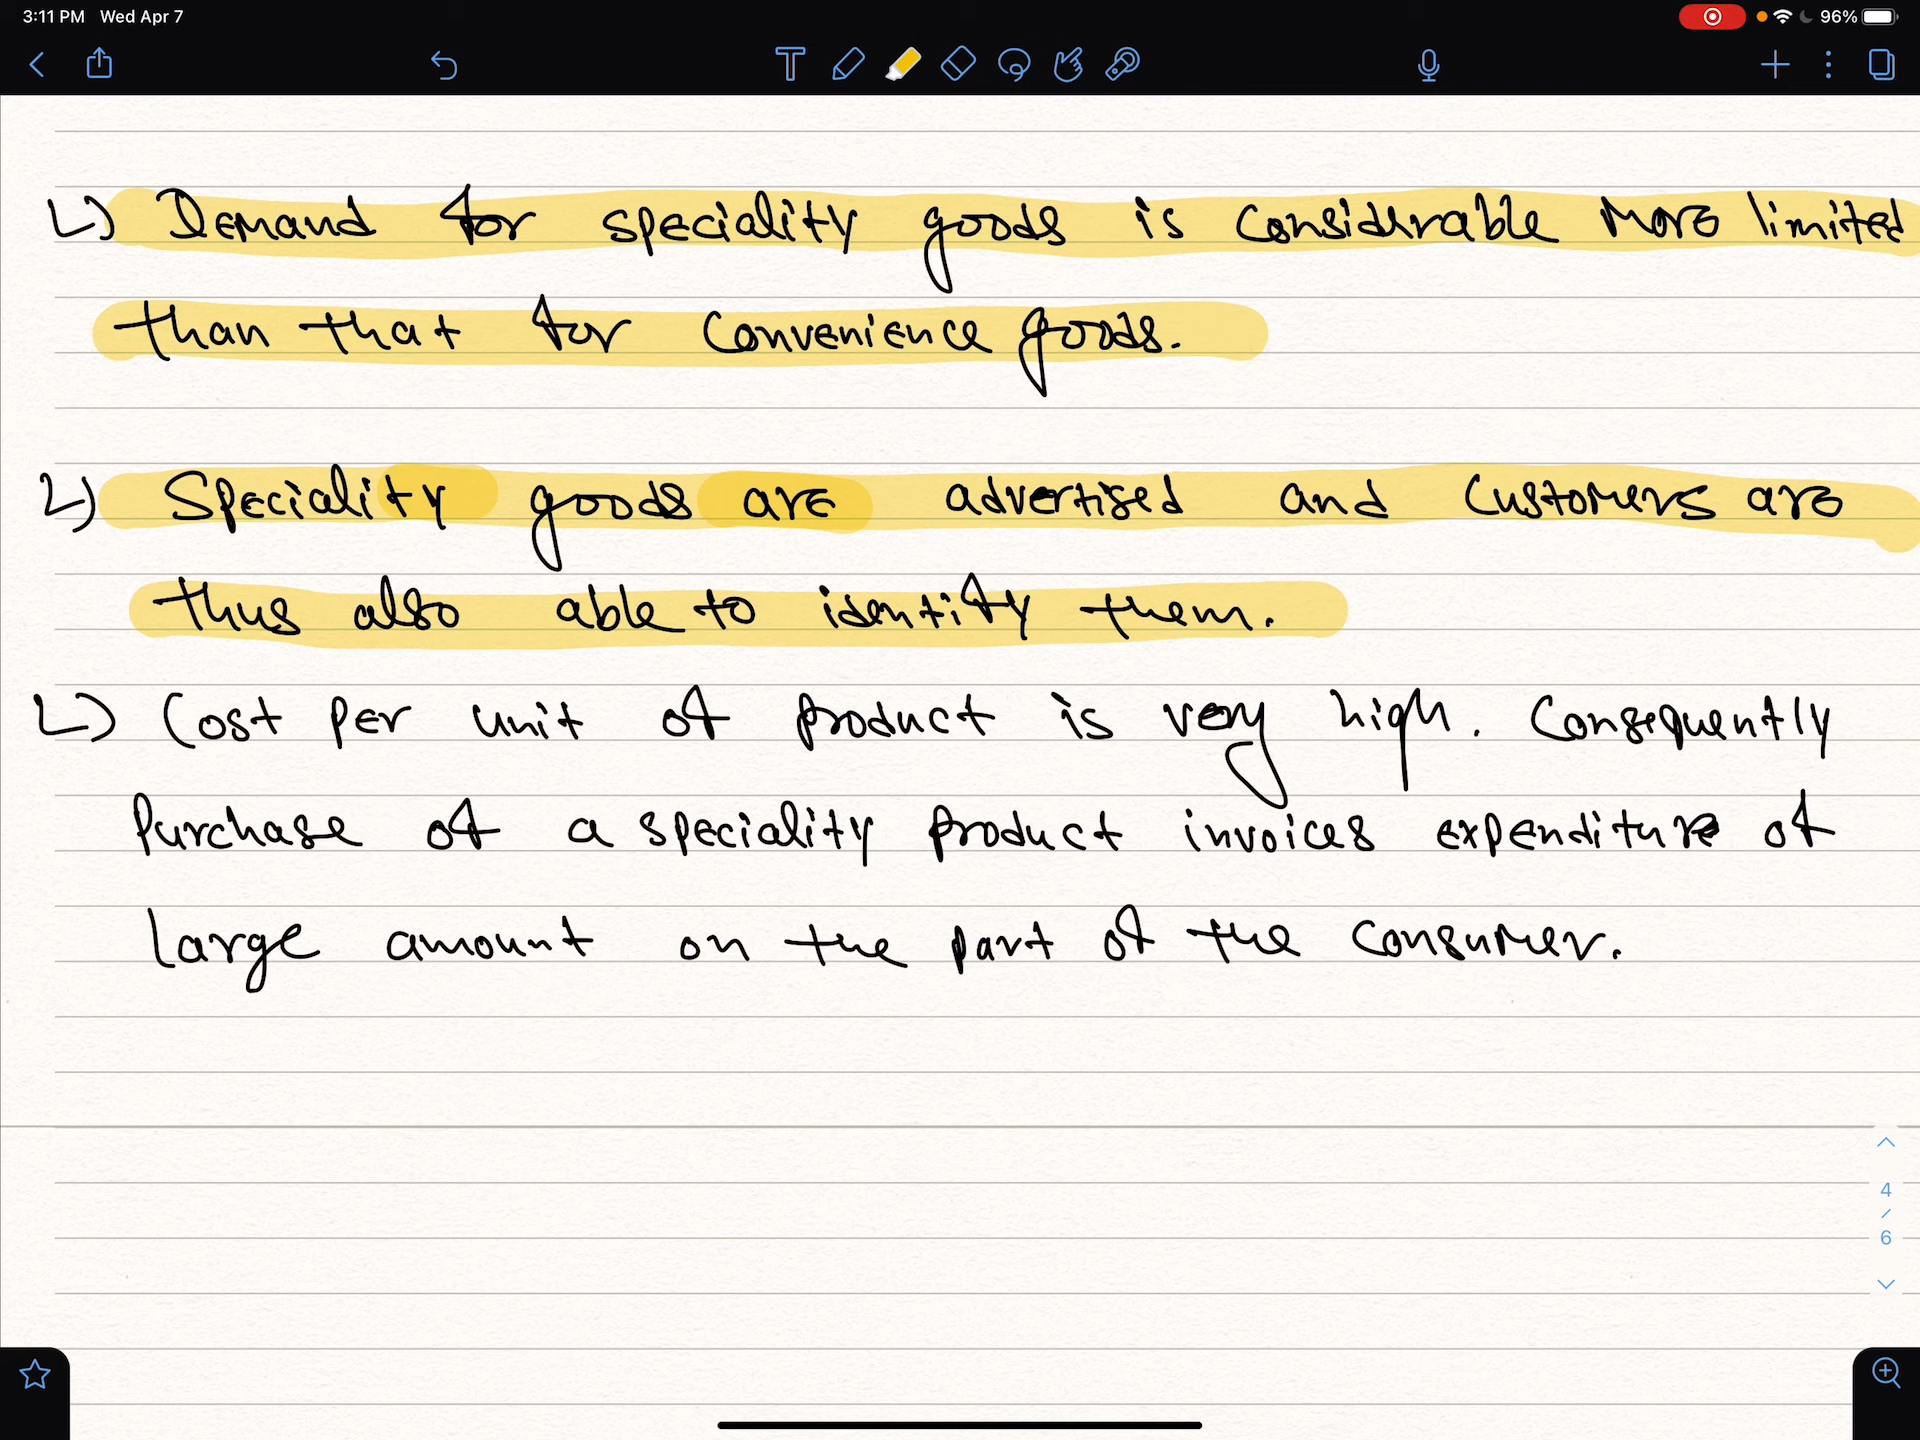 3:11 PM Wed Apr 7
96%
↳ Demand for speciality goods is considerable more limited
than that for convenience goods.
↳ Speciality goods are advertised and customers are
thus also able to identify them.
↳ Cost per unit of product is very high. Consequently
Purchase of a speciality product invoices expenditure of
large amount on the part of the consumer.
4
/
6